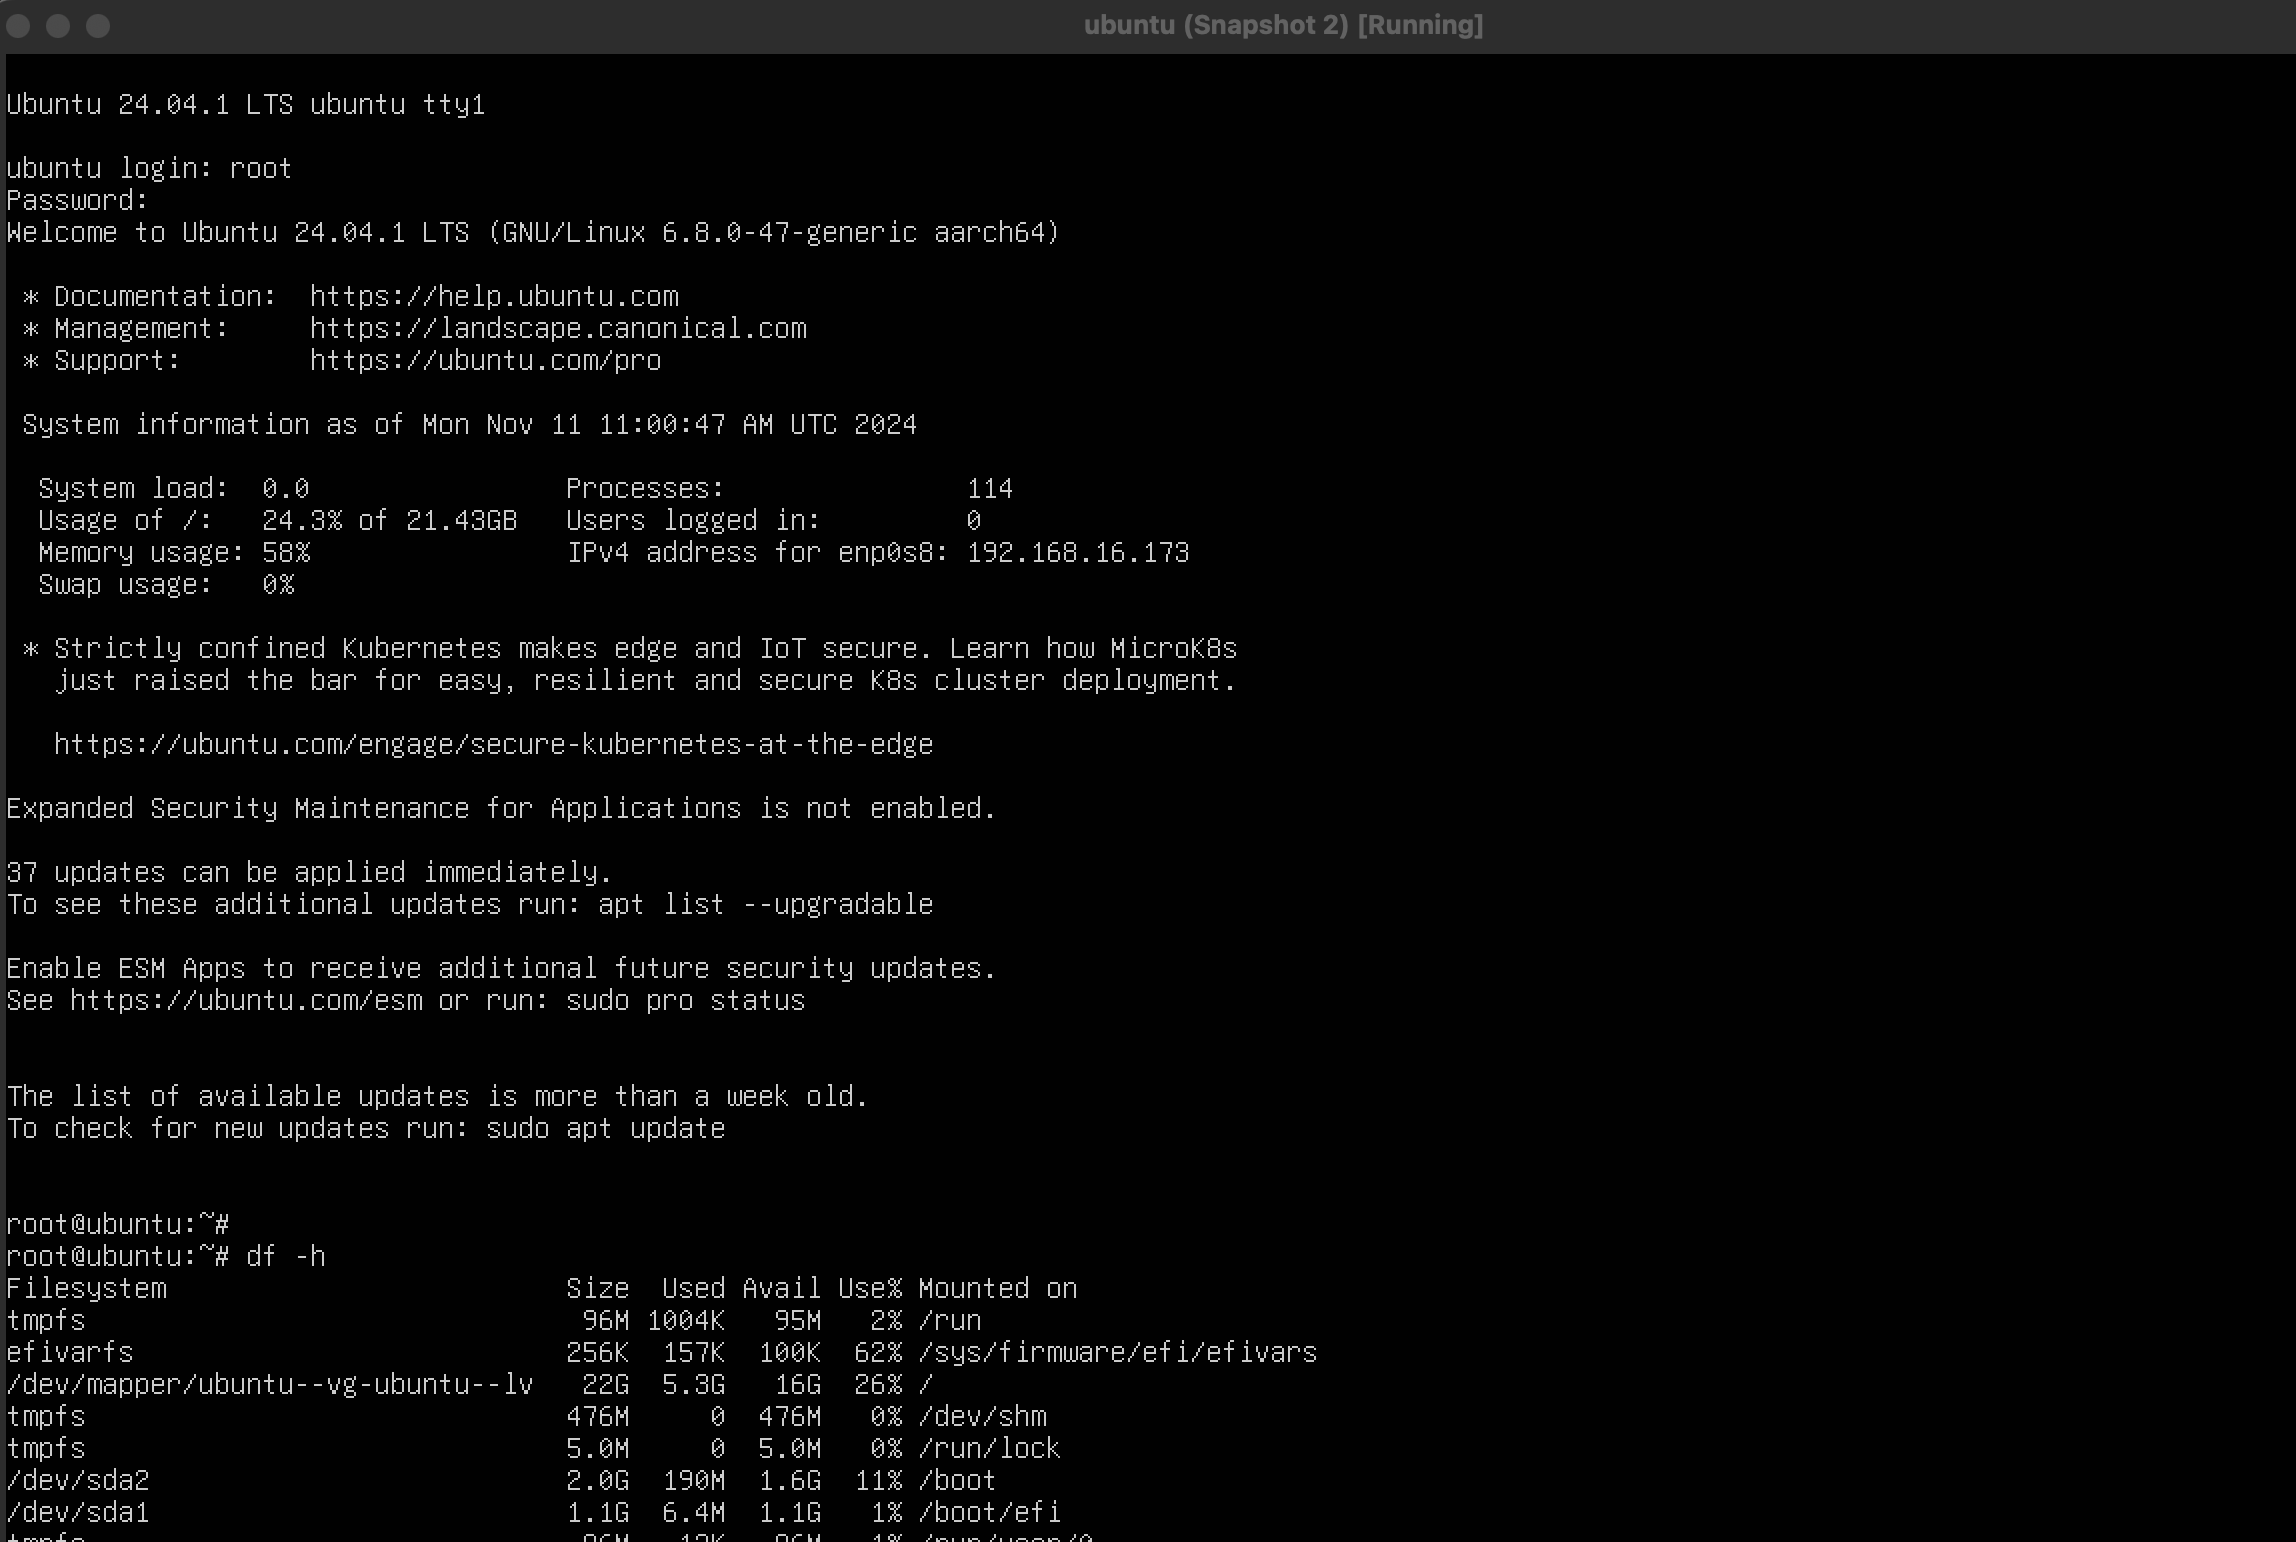 ubuntu (Snapshot 2) [Running]
Ubuntu 24.04.1 LTS ubuntu tty1
ubuntu login: root
Password:
Welcome to Ubuntu 24.04.1 LTS (GNU/Linux 6.8.0-47-generic aarch64)
* Documentation:  https://help.ubuntu.com
* Management:     https://landscape.canonical.com
* Support:        https://ubuntu.com/pro
System information as of Mon Nov 11 11:00:47 AM UTC 2024
System load:  0.0                Processes:               114
Usage of /:   24.3% of 21.43GB   Users logged in:         0
Memory usage: 58%                IPv4 address for enp0s8: 192.168.16.173
Swap usage:   0%
* Strictly confined Kubernetes makes edge and IoT secure. Learn how MicroK8s
just raised the bar for easy, resilient and secure K8s cluster deployment.
https://ubuntu.com/engage/secure-kubernetes-at-the-edge
Expanded Security Maintenance for Applications is not enabled.
37 updates can be applied immediately.
To see these additional updates run: apt list --upgradable
Enable ESM Apps to receive additional future security updates.
See https://ubuntu.com/esm or run: sudo pro status
The list of available updates is more than a week old.
To check for new updates run: sudo apt update
root@ubuntu:~#
root@ubuntu:~# df -h
Filesystem                         Size  Used Avail Use% Mounted on
tmpfs                               96M 1004K   95M   2% /run
efivarfs                           256K  157K  100K  62% /sys/firmware/efi/efivars
/dev/mapper/ubuntu--vg-ubuntu--lv   22G  5.3G   16G  26% /
tmpfs                              476M     0  476M   0% /dev/shm
tmpfs                              5.0M     0  5.0M   0% /run/lock
/dev/sda2                          2.0G  190M  1.6G  11% /boot
/dev/sda1                          1.1G  6.4M  1.1G   1% /boot/efi
tmpfs                               96M   12K   96M   1% /run/user/0